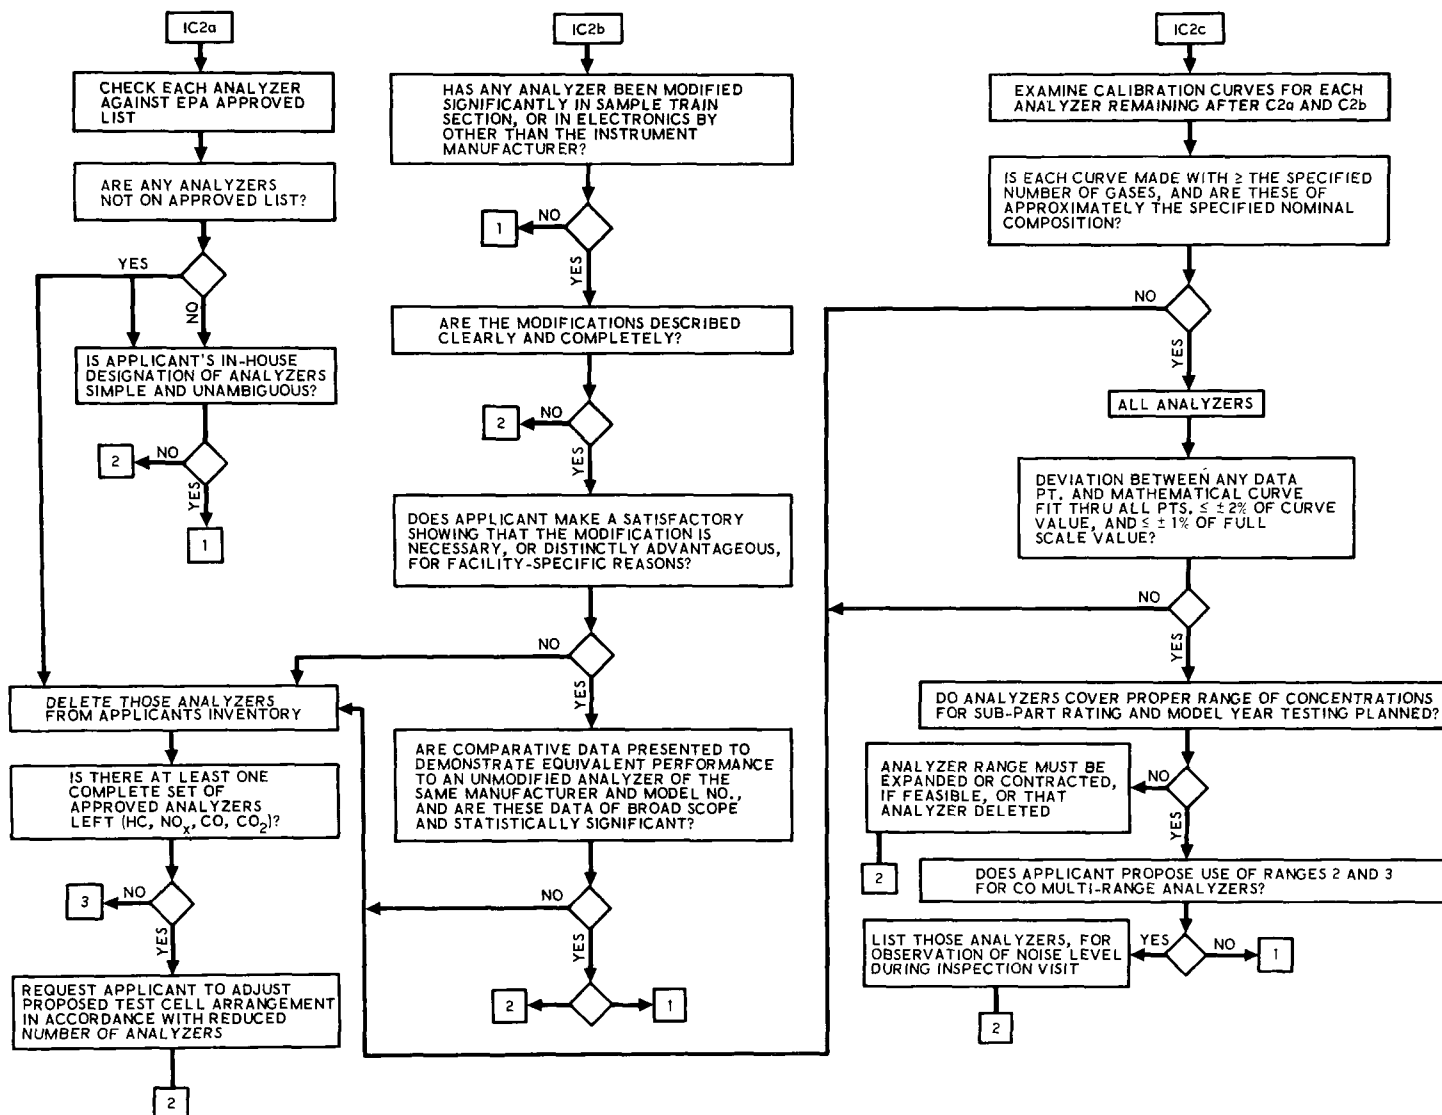 IC2a
CHECK EACH ANALYZER
AGAINST EPA APPROVED
LIST
ARE ANY ANALYZERS
NOT ON APPROVED LIST?
YES
NO
IS APPLICANT'S IN-HOUSE
DESIGNATION OF ANALYZERS
SIMPLE AND UNAMBIGUOUS?
NO
2
YES
1
DELETE THOSE ANALYZERS
FROM APPLICANTS INVENTORY
IS THERE AT LEAST ONE
COMPLETE SET OF
APPROVED ANALYZERS
LEFT (HC, NOx, CO, CO2)?
NO
3
YES
REQUEST APPLICANT TO ADJUST
PROPOSED TEST CELL ARRANGEMENT
IN ACCORDANCE WITH REDUCED
NUMBER OF ANALYZERS
2
IC2b
HAS ANY ANALYZER BEEN MODIFIED
SIGNIFICANTLY IN SAMPLE TRAIN
SECTION, OR IN ELECTRONICS BY
OTHER THAN THE INSTRUMENT
MANUFACTURER?
NO
1
YES
ARE THE MODIFICATIONS DESCRIBED
CLEARLY AND COMPLETELY?
NO
2
YES
DOES APPLICANT MAKE A SATISFACTORY
SHOWING THAT THE MODIFICATION IS
NECESSARY, OR DISTINCTLY ADVANTAGEOUS,
FOR FACILITY-SPECIFIC REASONS?
NO
YES
ARE COMPARATIVE DATA PRESENTED TO
DEMONSTRATE EQUIVALENT PERFORMANCE
TO AN UNMODIFIED ANALYZER OF THE
SAME MANUFACTURER AND MODEL NO.,
AND ARE THESE DATA OF BROAD SCOPE
AND STATISTICALLY SIGNIFICANT?
NO
YES
2
1
IC2c
EXAMINE CALIBRATION CURVES FOR EACH
ANALYZER REMAINING AFTER C2a AND C2b
IS EACH CURVE MADE WITH ≥ THE SPECIFIED
NUMBER OF GASES, AND ARE THESE OF
APPROXIMATELY THE SPECIFIED NOMINAL
COMPOSITION?
NO
YES
ALL ANALYZERS
DEVIATION BETWEEN ANY DATA
PT. AND MATHEMATICAL CURVE
FIT THRU ALL PTS. ≤ ±2% OF CURVE
VALUE, AND ≤ ±1% OF FULL
SCALE VALUE?
NO
YES
DO ANALYZERS COVER PROPER RANGE OF CONCENTRATIONS
FOR SUB-PART RATING AND MODEL YEAR TESTING PLANNED?
NO
ANALYZER RANGE MUST BE
EXPANDED OR CONTRACTED,
IF FEASIBLE, OR THAT
ANALYZER DELETED
2
YES
DOES APPLICANT PROPOSE USE OF RANGES 2 AND 3
FOR CO MULTI-RANGE ANALYZERS?
YES
NO
1
LIST THOSE ANALYZERS, FOR
OBSERVATION OF NOISE LEVEL
DURING INSPECTION VISIT
2